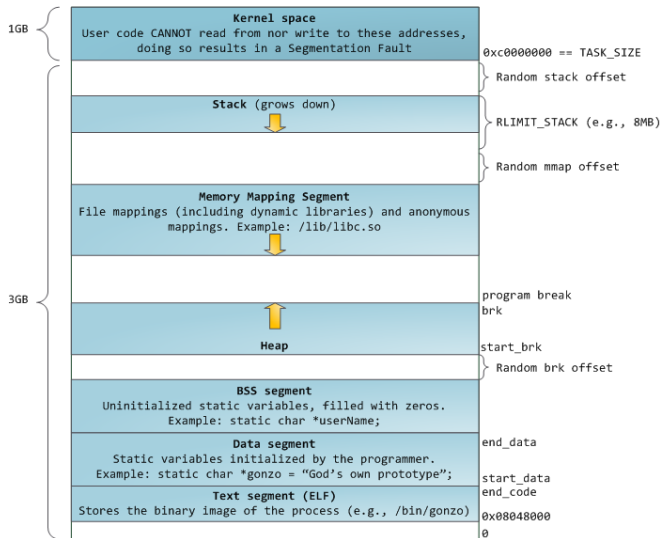 Kernel space
1GB
User code CANNOT read from nor write to these addresses,
doing so results in a Segmentation Fault
0xc0000000 == TASK_SIZE
Random stack offset
Stack (grows down)
RLIMIT_STACK (e.g., 8MB)
Random mmap offset
Memory Mapping Segment
File mappings (including dynamic libraries) and anonymous
mappings. Example: /lib/libc.so
3GB
program break
brk
Heap
start_brk
Random brk offset
BSS segment
Uninitialized static variables, filled with zeros.
Example: static char *userName;
Data segment
end_data
Static variables initialized by the programmer.
Example: static char *gonzo = “God’s own prototype”;
start_data
Text segment (ELF)
end_code
Stores the binary image of the process (e.g., /bin/gonzo)
0x08048000
0